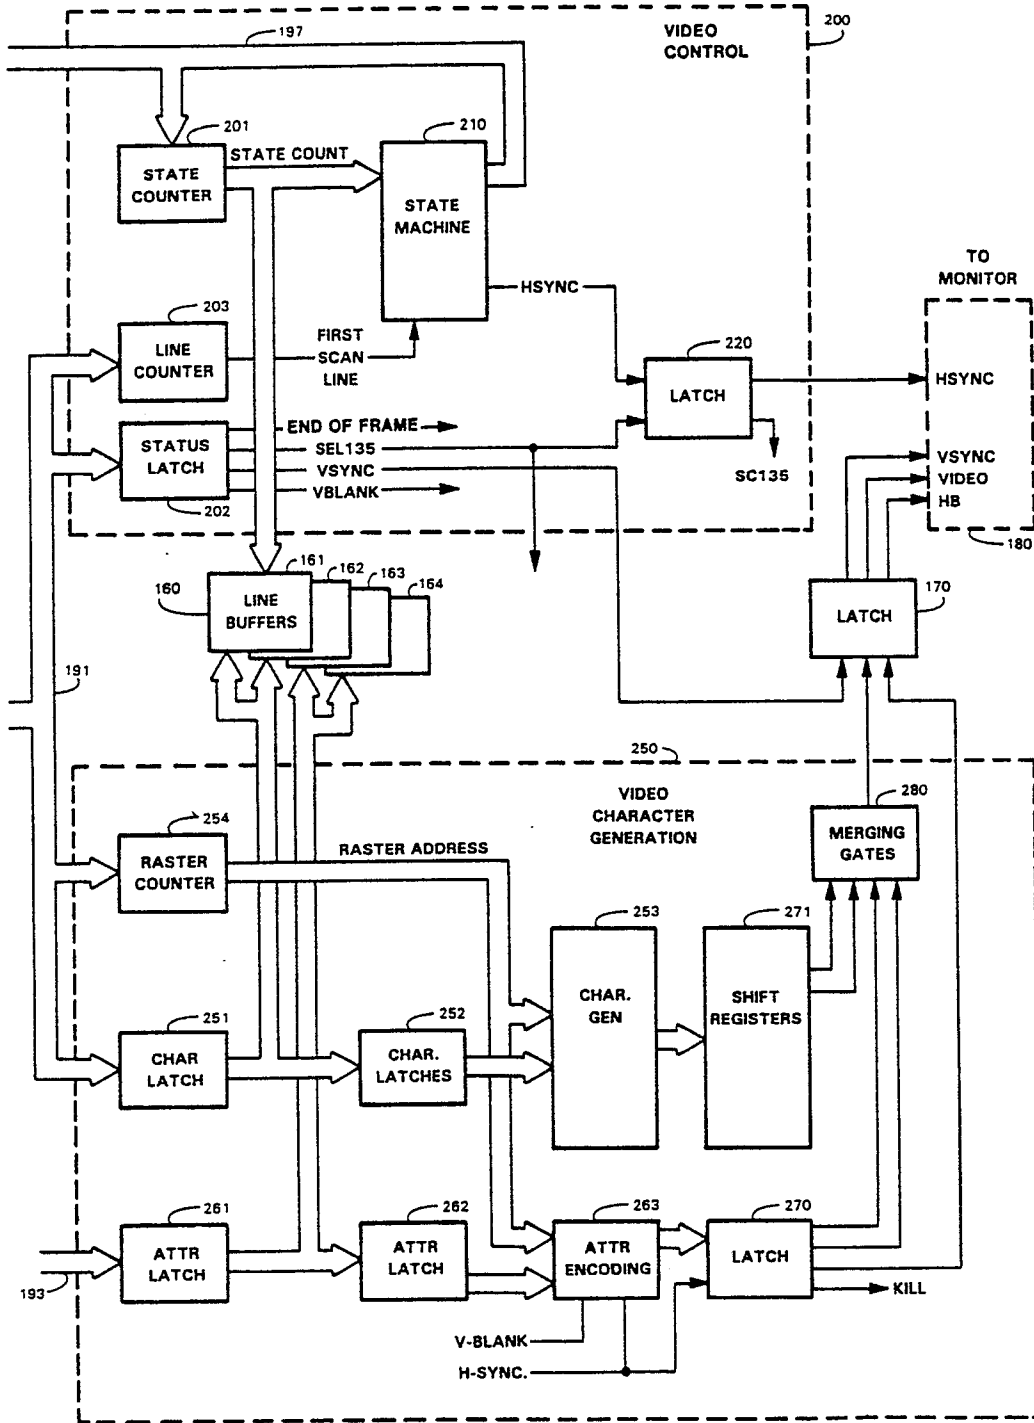 197
VIDEO
CONTROL
200
201
STATE COUNT
210
STATE
COUNTER
STATE
MACHINE
TO
MONITOR
HSYNC
203
LINE
COUNTER
FIRST
SCAN
LINE
220
LATCH
HSYNC
STATUS
LATCH
END OF FRAME
SEL135
VSYNC
VBLANK
202
SC135
VSYNC
VIDEO
HB
180
160
161
162
163
164
LINE
BUFFERS
170
LATCH
191
250
VIDEO
CHARACTER
GENERATION
254
RASTER
COUNTER
RASTER ADDRESS
280
MERGING
GATES
253
CHAR.
GEN
271
SHIFT
REGISTERS
251
CHAR
LATCH
252
CHAR.
LATCHES
261
ATTR
LATCH
262
ATTR
LATCH
263
ATTR
ENCODING
270
LATCH
193
KILL
V-BLANK
H-SYNC.